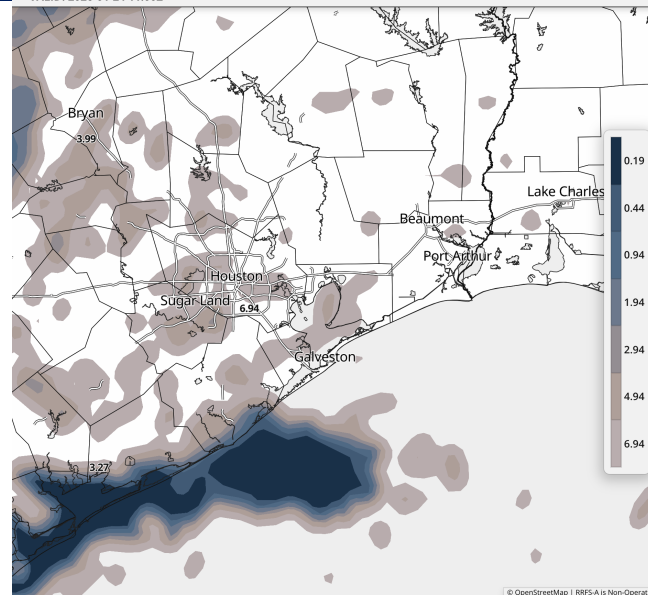 Bryan
3.99
Lake Charles
Beaumont
Port Arthur
Houston
Sugar Land
6.94
Galveston
3.27
0.19
0.44
0.94
1.94
2.94
4.94
6.94
© OpenStreetMap | RRFS-A is Non-Operat